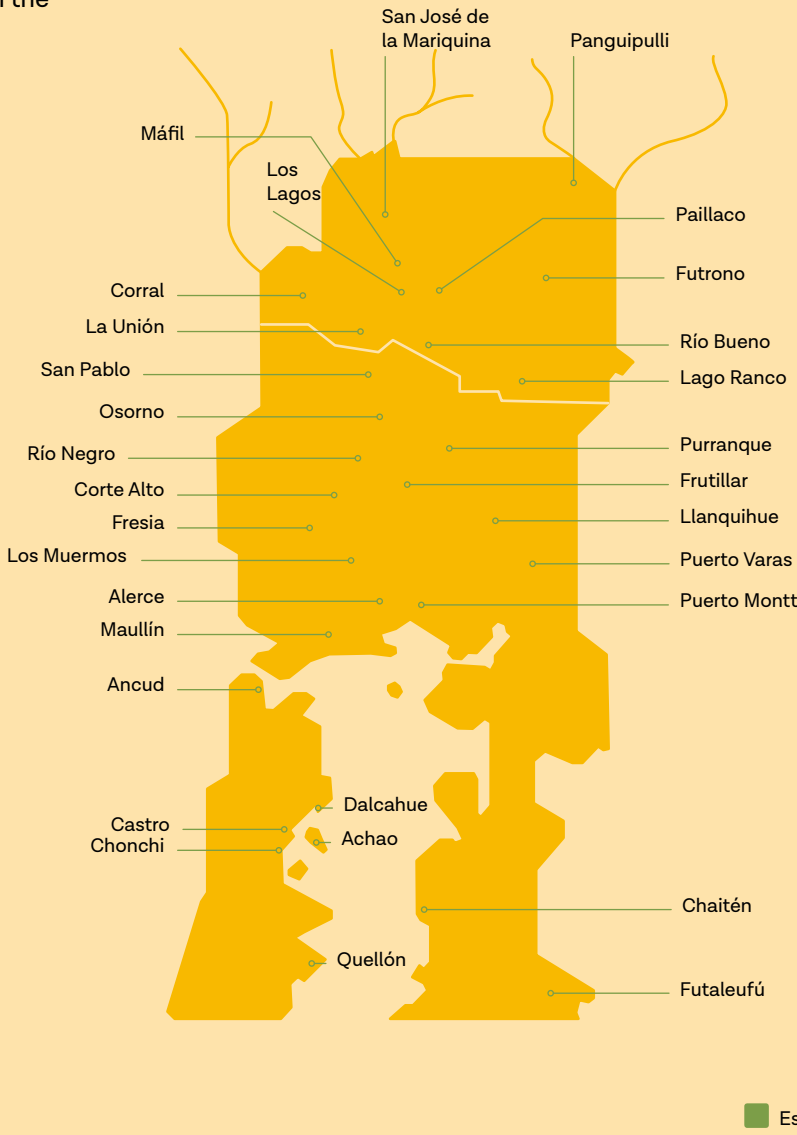 the
San José de
la Mariquina
Panguipulli
Máfil
Los
Lagos
Paillaco
Futrono
Corral
La Unión
Río Bueno
San Pablo
Lago Ranco
Osorno
Purranque
Río Negro
Frutillar
Corte Alto
Llanquihue
Fresia
Los Muermos
Puerto Varas
Alerce
Puerto Montt
Maullín
Ancud
Dalcahue
Castro
Achao
Chonchi
Chaitén
Quellón
Futaleufú
Es